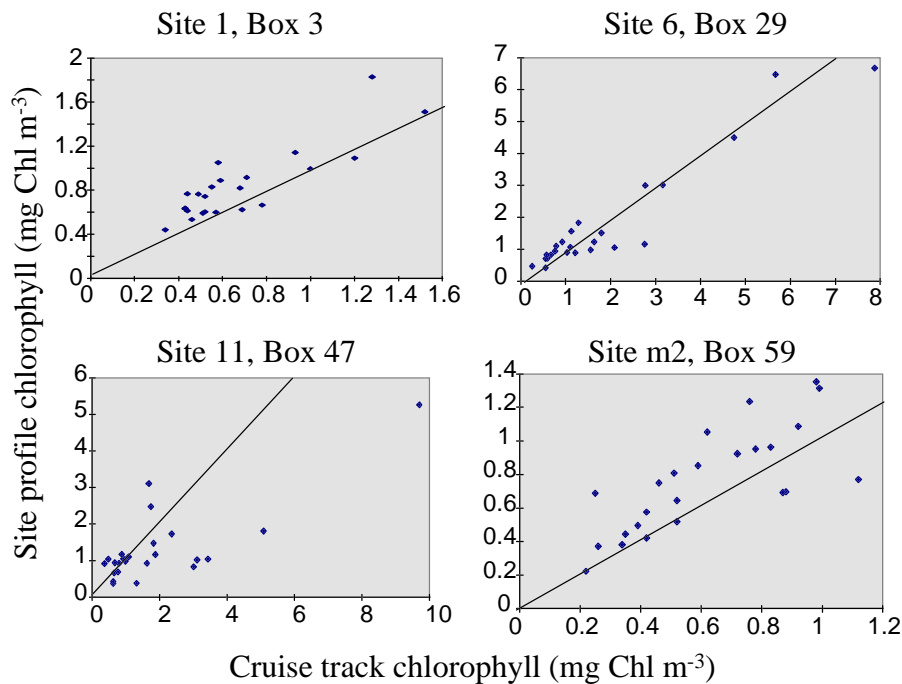 Site 1, Box 3
Site 6, Box 29
2
1.6
1.2
0.8
0.4
0
0 0.2 0.4 0.6 0.8 1.0 1.2 1.4 1.6
7
6
5
4
3
2
1
0
0 1 2 3 4 5 6 7 8
Site 11, Box 47
Site m2, Box 59
6
5
4
3
2
1
0
0 2 4 6 8 10
1.4
1.2
1.0
0.8
0.6
0.4
0.2
0
0 0.2 0.4 0.6 0.8 1 1.2
Site profile chlorophyll (mg Chl m⁻³)
Cruise track chlorophyll (mg Chl m⁻³)